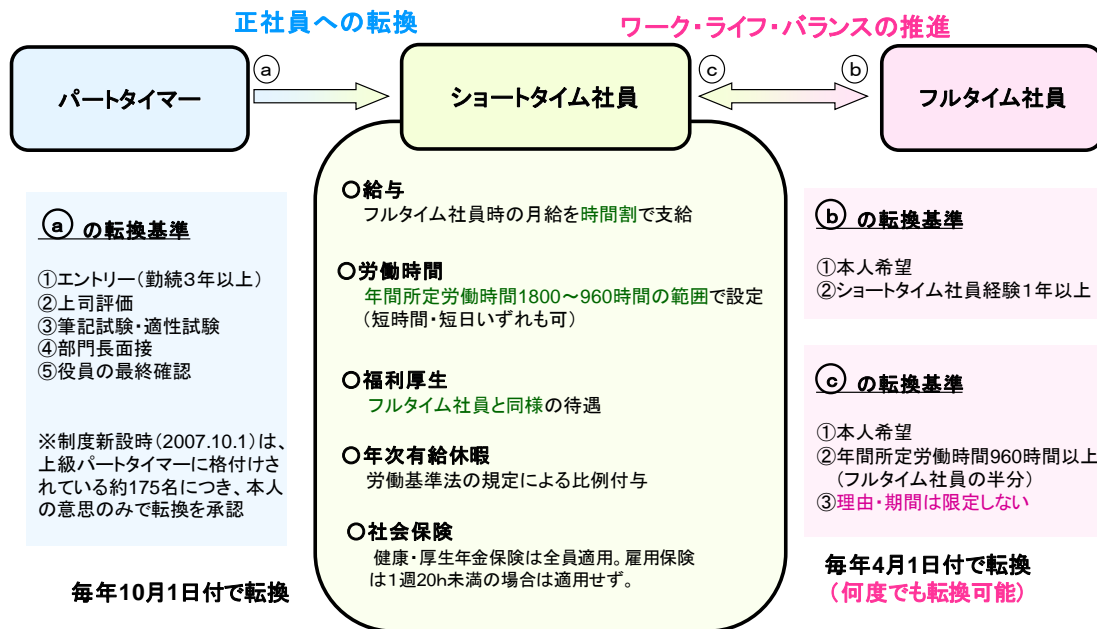 正社員への転換
ワーク・ライフ・バランスの推進
パートタイマー
ⓐ
ショートタイム社員
ⓒ
ⓑ
フルタイム社員
ⓐ の転換基準
①エントリー(勤続3年以上)
②上司評価
③筆記試験・適性試験
④部門長面接
⑤役員の最終確認
※制度新設時(2007.10.1)は、
上級パートタイマーに格付けさ
れている約175名につき、本人
の意思のみで転換を承認
毎年10月1日付で転換
○給与
フルタイム社員時の月給を時間割で支給
○労働時間
年間所定労働時間1800～960時間の範囲で設定
(短時間・短日いずれも可)
○福利厚生
フルタイム社員と同様の待遇
○年次有給休暇
労働基準法の規定による比例付与
○社会保険
健康・厚生年金保険は全員適用。雇用保険
は1週20h未満の場合は適用せず。
ⓑ の転換基準
①本人希望
②ショートタイム社員経験1年以上
ⓒ の転換基準
①本人希望
②年間所定労働時間960時間以上
(フルタイム社員の半分)
③理由・期間は限定しない
毎年4月1日付で転換
(何度でも転換可能)